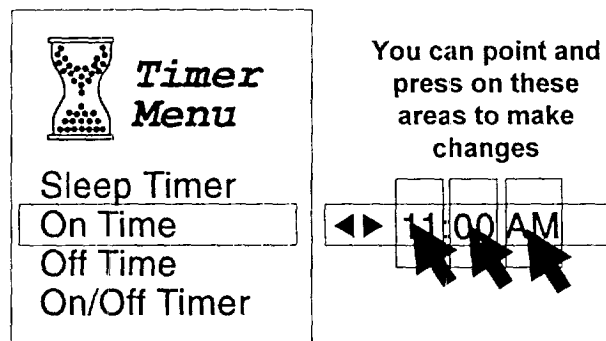 Timer
Menu
You can point and
press on these
areas to make
changes
Sleep Timer
On Time
Off Time
On/Off Timer
◀▶ 11:00 AM